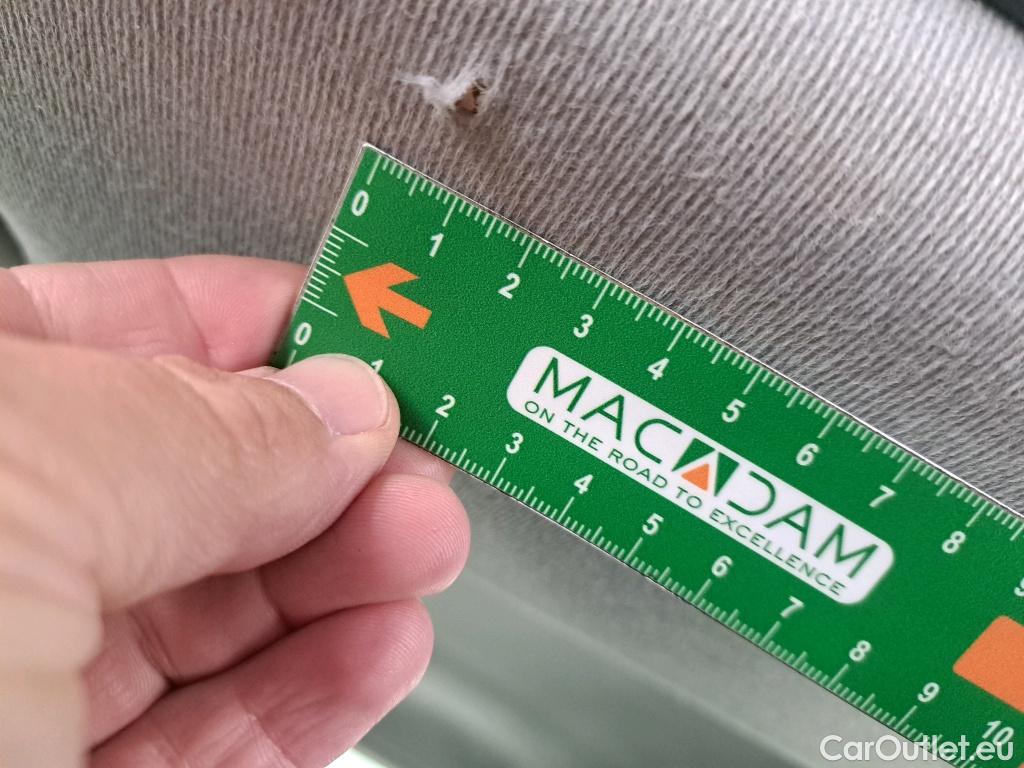 0 1 2 3 4 5 6 7 8 9
MACADAM
ON THE ROAD TO EXCELLENCE
0 1 2 3 4 5 6 7 8 9 10
CarOutlet.eu